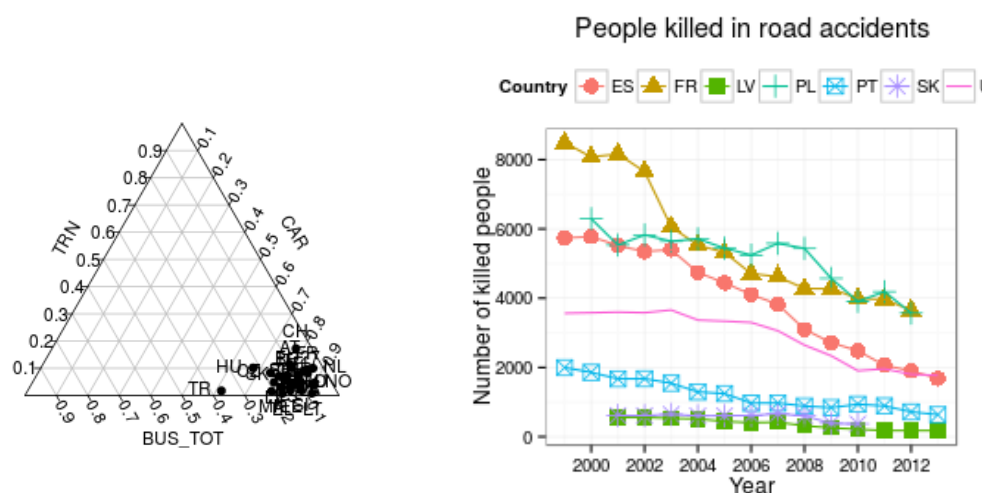 People killed in road accidents
Country ES FR LV PL PT SK
0.9 0.1
0.8 0.2
0.7 0.3
TRN 0.6 0.4 CAR
0.5 0.5
0.4 0.6
0.3 0.7
0.2 0.8
0.1 0.9
CH
AT
HU NL
TR NO
0.9 0.8 0.7 0.6 0.5 0.4 0.3 0.2 0.1
BUS_TOT
Number of killed people
8000
6000
4000
2000
0
2000 2002 2004 2006 2008 2010 2012
Year